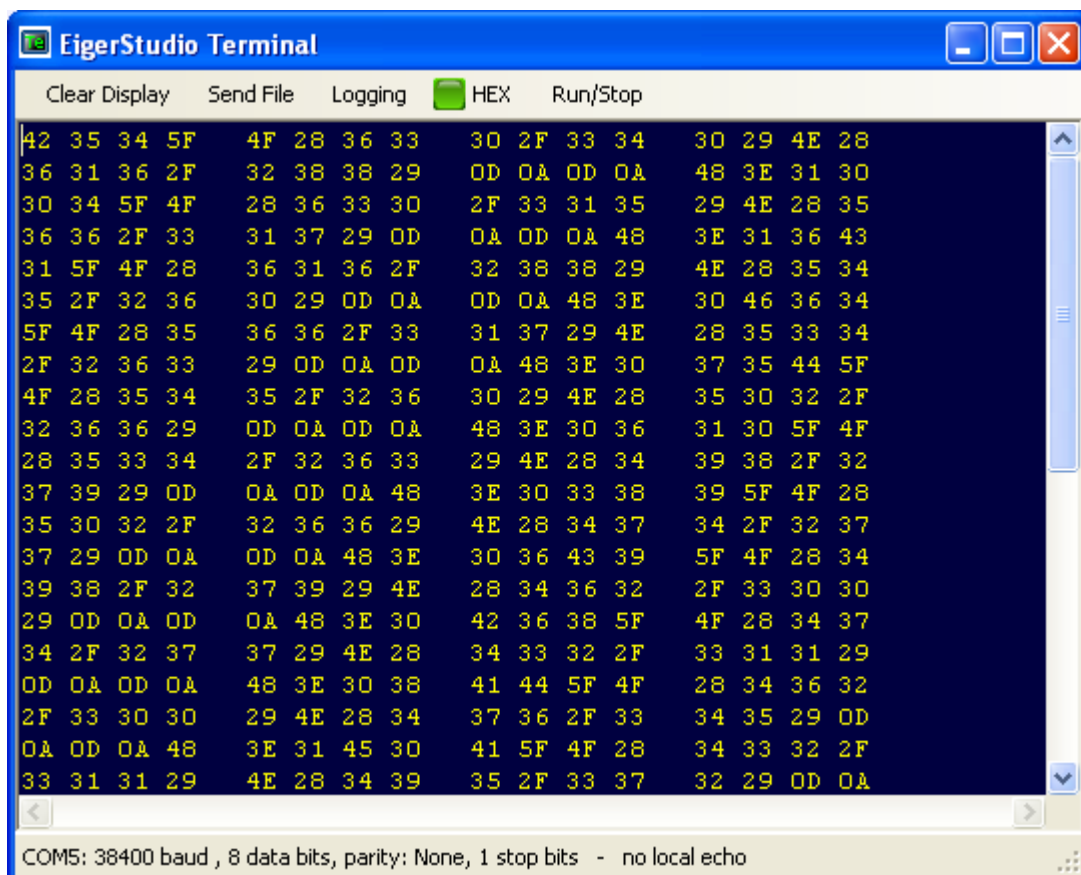 EigerStudio Terminal
Clear Display Send File Logging HEX Run/Stop
42 35 34 5F 4F 28 36 33 30 2F 33 34 30 29 4E 28
36 31 36 2F 32 38 38 29 0D 0A 0D 0A 48 3E 31 30
30 34 5F 4F 28 36 33 30 2F 33 31 35 29 4E 28 35
36 36 2F 33 31 37 29 0D 0A 0D 0A 48 3E 31 36 43
31 5F 4F 28 36 31 36 2F 32 38 38 29 4E 28 35 34
35 2F 32 36 30 29 0D 0A 0D 0A 48 3E 30 46 36 34
5F 4F 28 35 36 36 2F 33 31 37 29 4E 28 35 33 34
2F 32 36 33 29 0D 0A 0D 0A 48 3E 30 37 35 44 5F
4F 28 35 34 35 2F 32 36 30 29 4E 28 35 30 32 2F
32 36 36 29 0D 0A 0D 0A 48 3E 30 36 31 30 5F 4F
28 35 33 34 2F 32 36 33 29 4E 28 34 39 38 2F 32
37 39 29 0D 0A 0D 0A 48 3E 30 33 38 39 5F 4F 28
35 30 32 2F 32 36 36 29 4E 28 34 37 34 2F 32 37
37 29 0D 0A 0D 0A 48 3E 30 36 43 39 5F 4F 28 34
39 38 2F 32 37 39 29 4E 28 34 36 32 2F 33 30 30
29 0D 0A 0D 0A 48 3E 30 42 36 38 5F 4F 28 34 37
34 2F 32 37 37 29 4E 28 34 33 32 2F 33 31 31 29
0D 0A 0D 0A 48 3E 30 38 41 44 5F 4F 28 34 36 32
2F 33 30 30 29 4E 28 34 37 36 2F 33 34 35 29 0D
0A 0D 0A 48 3E 31 45 30 41 5F 4F 28 34 33 32 2F
33 31 31 29 4E 28 34 39 35 2F 33 37 32 29 0D 0A
COM5: 38400 baud , 8 data bits, parity: None, 1 stop bits - no local echo